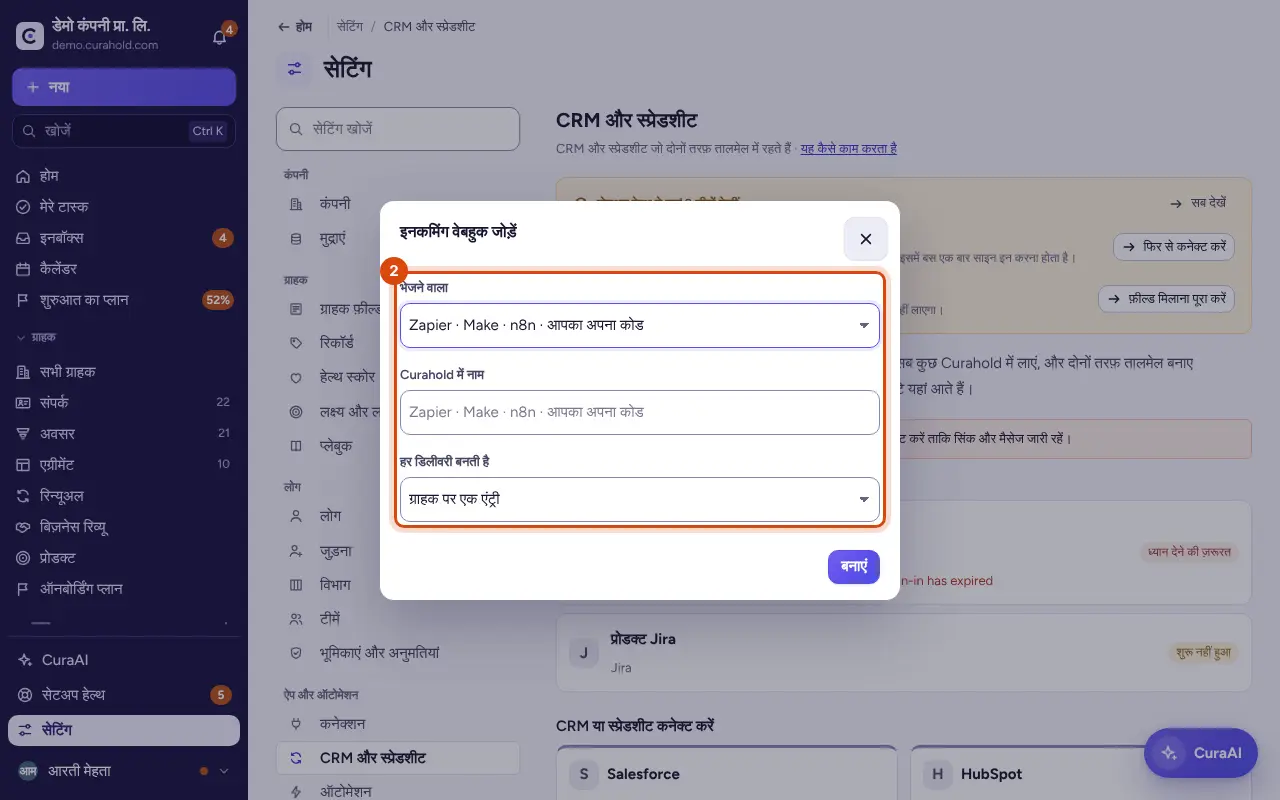 डेमो कंपनी प्रा. लि.
demo.curahold.com
4
नया
खोजें
Ctrl K
होम
मेरे टास्क
इनबॉक्स
4
कैलेंडर
शुरुआत का प्लान
52%
ग्राहक
सभी ग्राहक
संपर्क
22
अवसर
21
एग्रीमेंट
10
रिन्यूअल
बिज़नेस रिव्यू
प्रोडक्ट
ऑनबोर्डिंग प्लान
CuraAI
सेटअप हेल्थ
5
सेटिंग
आम
आरती मेहता
← होम
सेटिंग / CRM और स्प्रेडशीट
सेटिंग
सेटिंग खोजें
कंपनी
कंपनी
मुद्राएं
ग्राहक
ग्राहक फ़ील्ड
रिकॉर्ड
हेल्थ स्कोर
लक्ष्य और
प्लेबुक
लोग
लोग
जुड़ना
विभाग
टीमें
भूमिकाएं और अनुमतियां
ऐप और ऑटोमेशन
कनेक्शन
CRM और स्प्रेडशीट
ऑटोमेशन
CRM और स्प्रेडशीट
CRM और स्प्रेडशीट जो दोनों तरफ़ तालमेल में रहते हैं · यह कैसे काम करता है
→ सब देखें
इसमें बस एक बार साइन इन करना होता है।
→ फिर से कनेक्ट करें
लाएगा।
→ फ़ील्ड मिलाना पूरा करें
सब कुछ Curahold में लाएं, और दोनों तरफ़ तालमेल बनाए
यहां आते हैं।
करें ताकि सिंक और मैसेज जारी रहें।
ध्यान देने की ज़रूरत
n-in has expired
J
प्रोडक्ट Jira
Jira
शुरू नहीं हुआ
CRM या स्प्रेडशीट कनेक्ट करें
S
Salesforce
H
HubSpot
CuraAI
इनकमिंग वेबहुक जोड़ें
2
भेजने वाला
Zapier · Make · n8n · आपका अपना कोड
Curahold में नाम
Zapier · Make · n8n · आपका अपना कोड
हर डिलीवरी बनती है
ग्राहक पर एक एंट्री
बनाएं